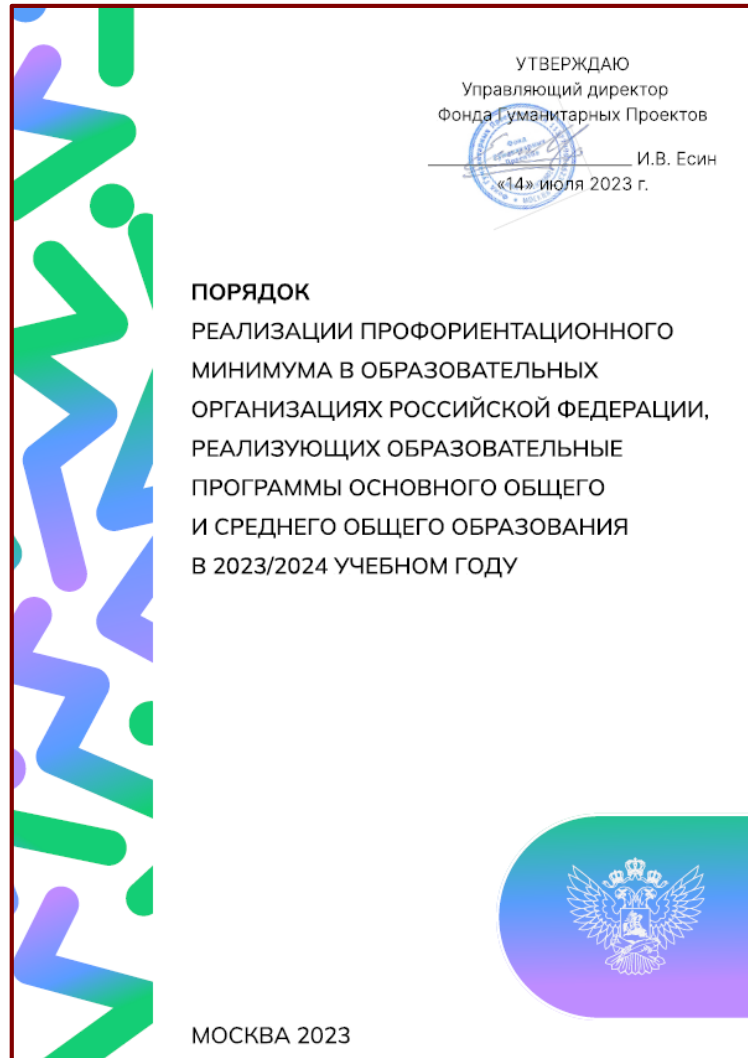 УТВЕРЖДАЮ
Управляющий директор
Фонда Гуманитарных Проектов
И.В. Есин
«14» июля 2023 г.
ПОРЯДОК
РЕАЛИЗАЦИИ ПРОФОРИЕНТАЦИОННОГО
МИНИМУМА В ОБРАЗОВАТЕЛЬНЫХ
ОРГАНИЗАЦИЯХ РОССИЙСКОЙ ФЕДЕРАЦИИ,
РЕАЛИЗУЮЩИХ ОБРАЗОВАТЕЛЬНЫЕ
ПРОГРАММЫ ОСНОВНОГО ОБЩЕГО
И СРЕДНЕГО ОБЩЕГО ОБРАЗОВАНИЯ
В 2023/2024 УЧЕБНОМ ГОДУ
МОСКВА 2023